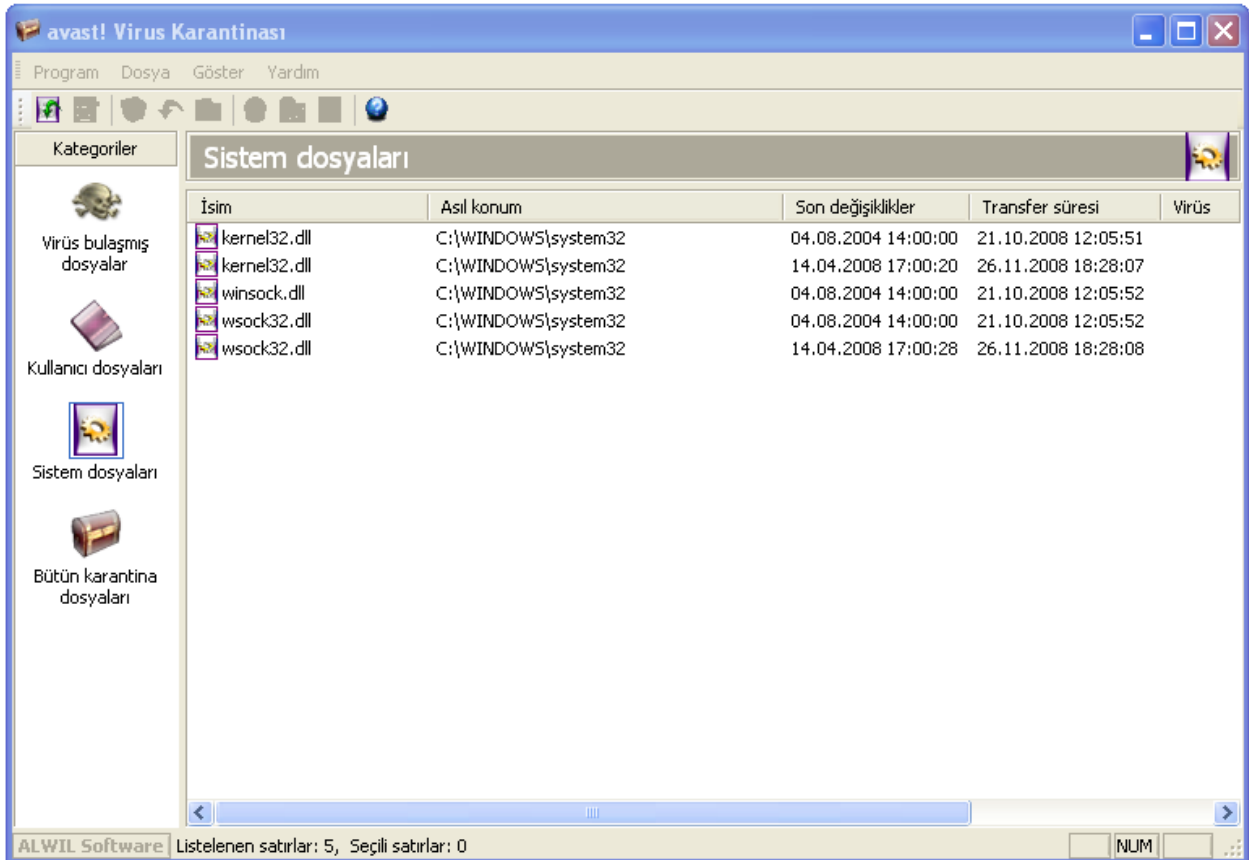 avast! Virus Karantinası
Program Dosya Göster Yardım
Kategoriler
Virüs bulaşmış
dosyalar
Kullanıcı dosyaları
Sistem dosyaları
Bütün karantina
dosyaları
Sistem dosyaları
İsim Asıl konum Son değişiklikler Transfer süresi Virüs
kernel32.dll C:\WINDOWS\system32 04.08.2004 14:00:00 21.10.2008 12:05:51
kernel32.dll C:\WINDOWS\system32 14.04.2008 17:00:20 26.11.2008 18:28:07
winsock.dll C:\WINDOWS\system32 04.08.2004 14:00:00 21.10.2008 12:05:52
wsock32.dll C:\WINDOWS\system32 04.08.2004 14:00:00 21.10.2008 12:05:52
wsock32.dll C:\WINDOWS\system32 14.04.2008 17:00:28 26.11.2008 18:28:08
ALWIL Software Listelenen satırlar: 5, Seçili satırlar: 0 NUM